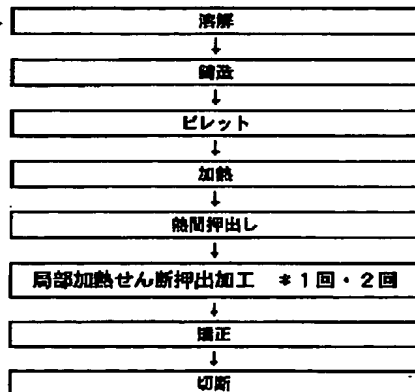 溶解
↓
鋳造
↓
ビレット
↓
加熱
↓
熱間押出し
↓
局部加熱せん断押出加工 *1回・2回
↓
矯正
↓
切断